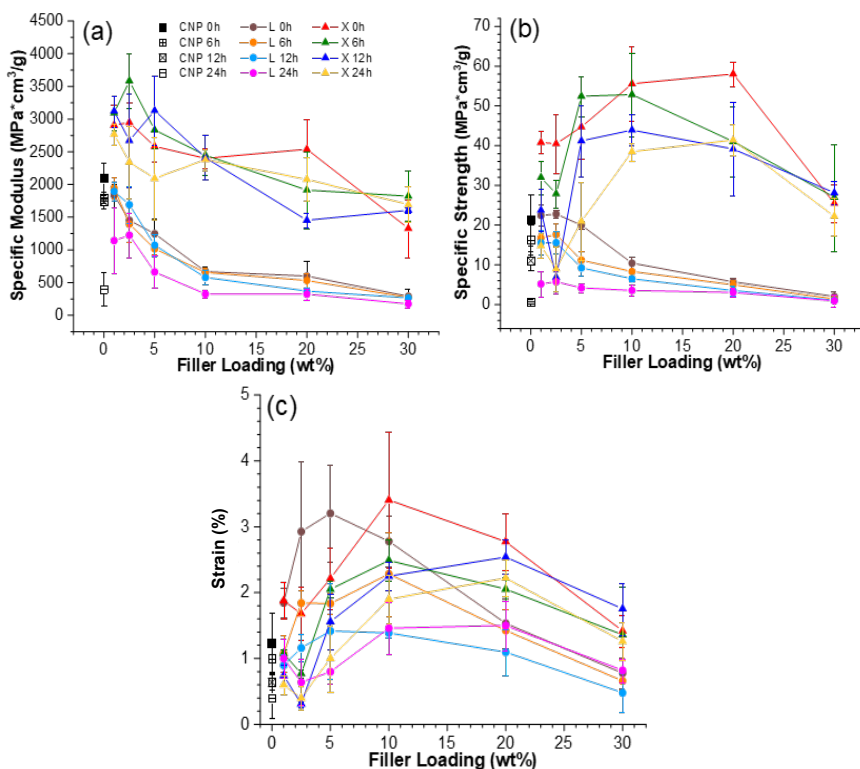 (a)
CNP 0h L 0h X 0h
CNP 6h L 6h X 6h
CNP 12h L 12h X 12h
CNP 24h L 24h X 24h
Specific Modulus (MPa*cm3/g)
4500
4000
3500
3000
2500
2000
1500
1000
500
0
0 5 10 15 20 25 30
Filler Loading (wt%)
(b)
Specific Strength (MPa*cm3/g)
70
60
50
40
30
20
10
0
0 5 10 15 20 25 30
Filler Loading (wt%)
(c)
Strain (%)
5
4
3
2
1
0
0 5 10 15 20 25 30
Filler Loading (wt%)